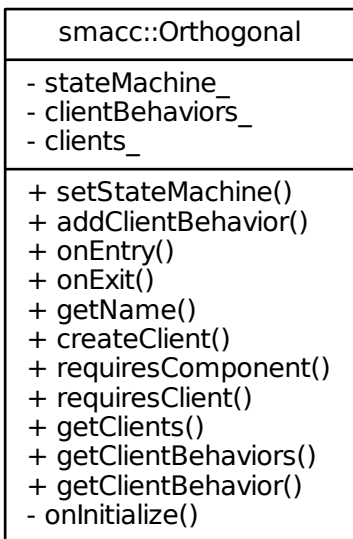 smacc::Orthogonal
- stateMachine_
- clientBehaviors_
- clients_
+ setStateMachine()
+ addClientBehavior()
+ onEntry()
+ onExit()
+ getName()
+ createClient()
+ requiresComponent()
+ requiresClient()
+ getClients()
+ getClientBehaviors()
+ getClientBehavior()
- onInitialize()